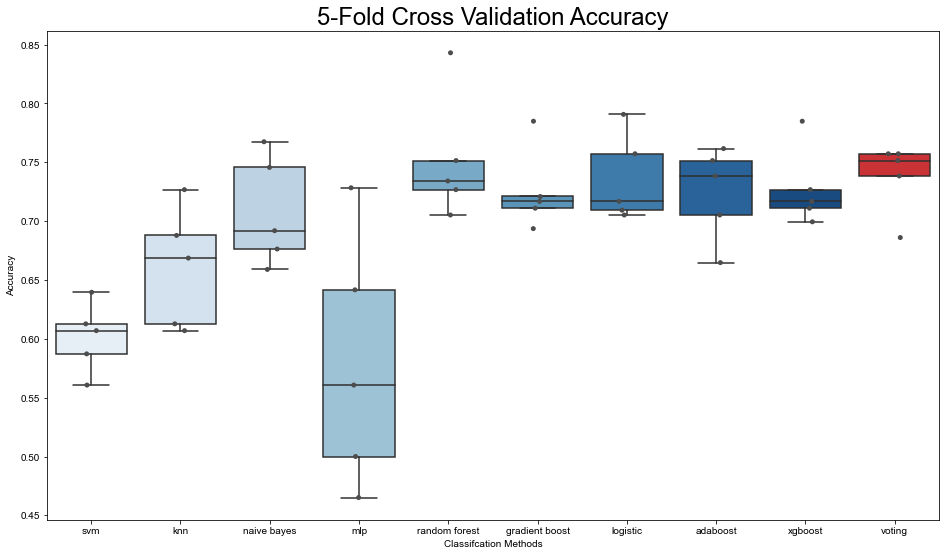 5-Fold Cross Validation Accuracy
Accuracy
0.85
0.80
0.75
0.70
0.65
0.60
0.55
0.50
0.45
svm knn naive bayes mlp random forest gradient boost logistic adaboost xgboost voting
Classifcation Methods